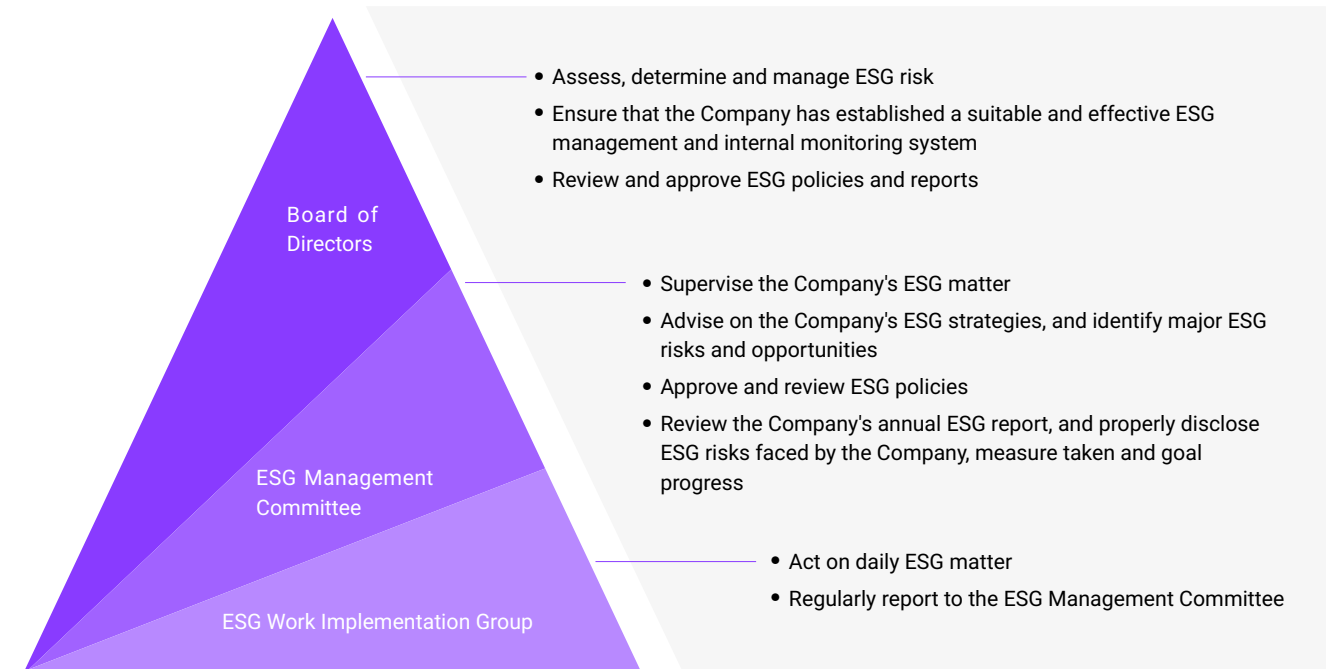 Board of
Directors
• Assess, determine and manage ESG risk
• Ensure that the Company has established a suitable and effective ESG
management and internal monitoring system
• Review and approve ESG policies and reports
ESG Management
Committee
• Supervise the Company's ESG matter
• Advise on the Company's ESG strategies, and identify major ESG
risks and opportunities
• Approve and review ESG policies
• Review the Company's annual ESG report, and properly disclose
ESG risks faced by the Company, measure taken and goal
progress
ESG Work Implementation Group
• Act on daily ESG matter
• Regularly report to the ESG Management Committee